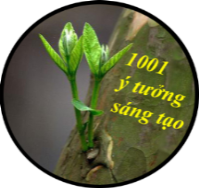 1001
ý tưởng
sáng tạo